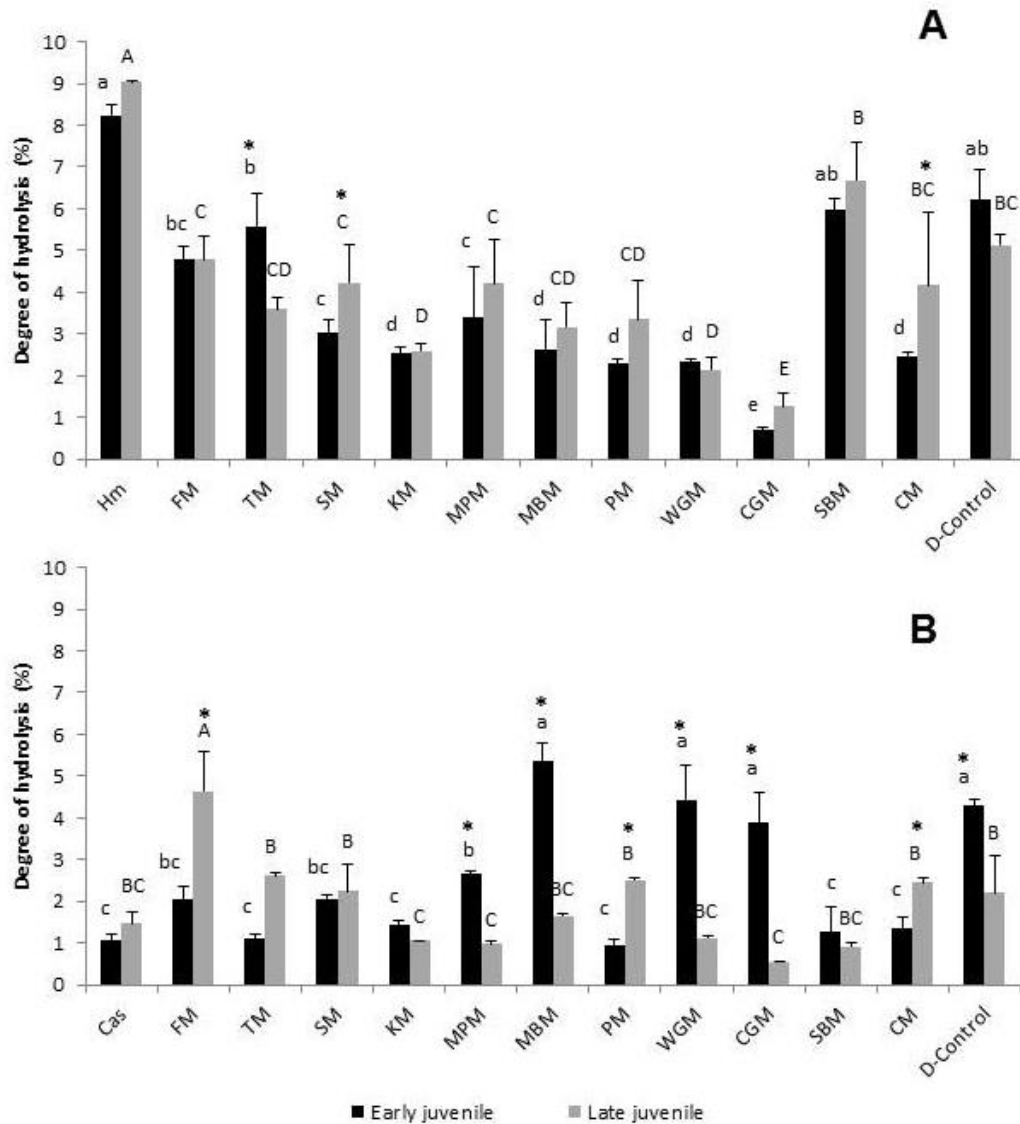 A
10
9
8
7
6
5
4
3
2
1
0
Degree of hydrolysis (%)
a A
bc C
* b CD
c * C
d D
c C
d CD
d CD
d D
e E
ab B
d * BC
ab BC
Hm FM TM SM KM MPM MBM PM WGM CGM SBM CM D-Control
B
10
9
8
7
6
5
4
3
2
1
0
Degree of hydrolysis (%)
c BC
bc * A
c B
bc B
c C
* b C
* a BC
c * B
* a BC
* a C
c BC
c * B
* a B
Cas FM TM SM KM MPM MBM PM WGM CGM SBM CM D-Control
Early juvenile Late juvenile